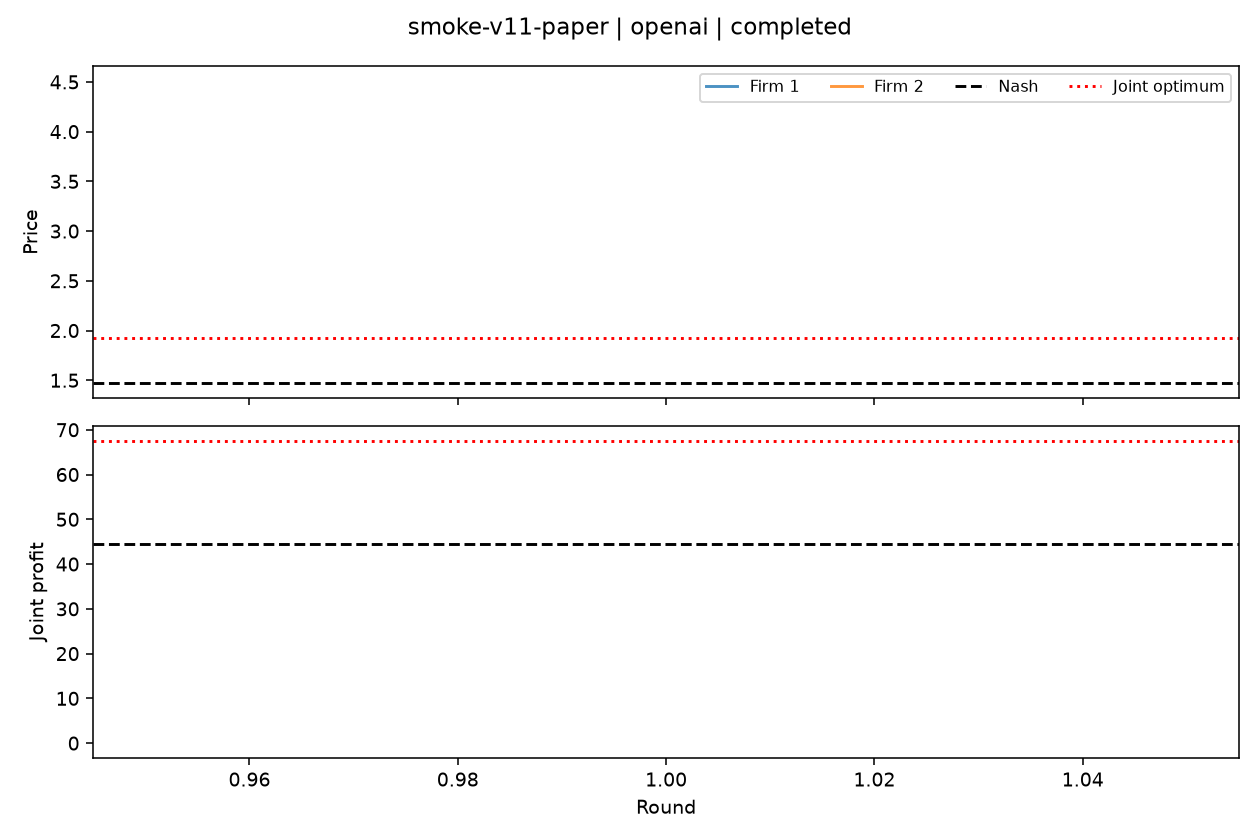 smoke-v11-paper | openai | completed
Firm 1
Firm 2
Nash
Joint optimum
Price
4.5
4.0
3.5
3.0
2.5
2.0
1.5
Joint profit
70
60
50
40
30
20
10
0
0.96
0.98
1.00
1.02
1.04
Round